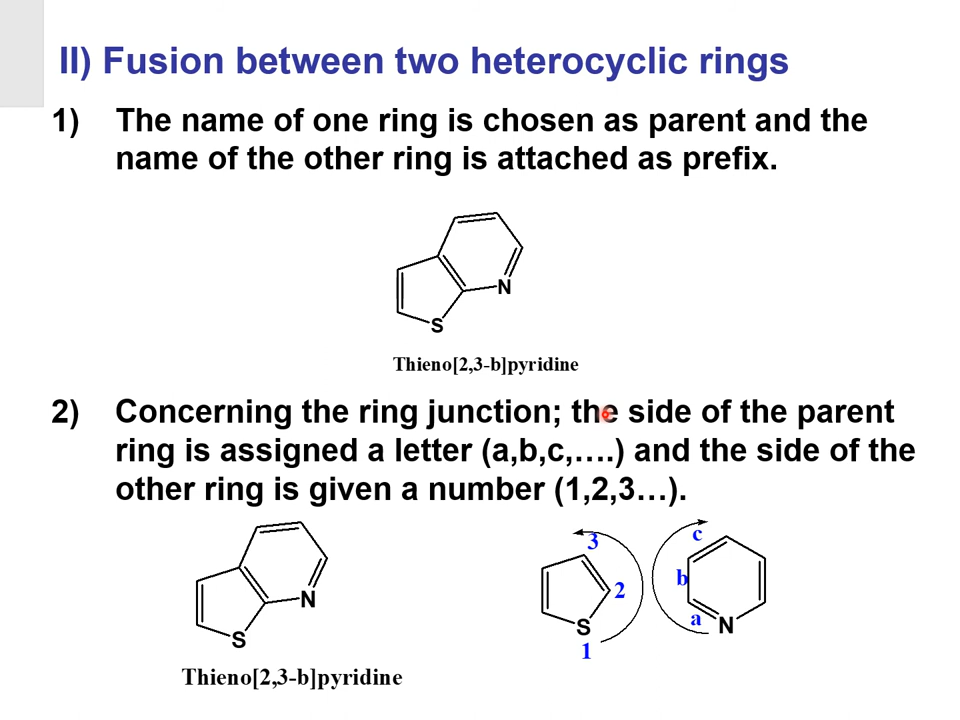 II) Fusion between two heterocyclic rings
1) The name of one ring is chosen as parent and the
name of the other ring is attached as prefix.
N
S
Thieno[2,3-b]pyridine
2) Concerning the ring junction; the side of the parent
ring is assigned a letter (a,b,c,….) and the side of the
other ring is given a number (1,2,3…).
N
S
Thieno[2,3-b]pyridine
3
2
S
1
c
b
a
N